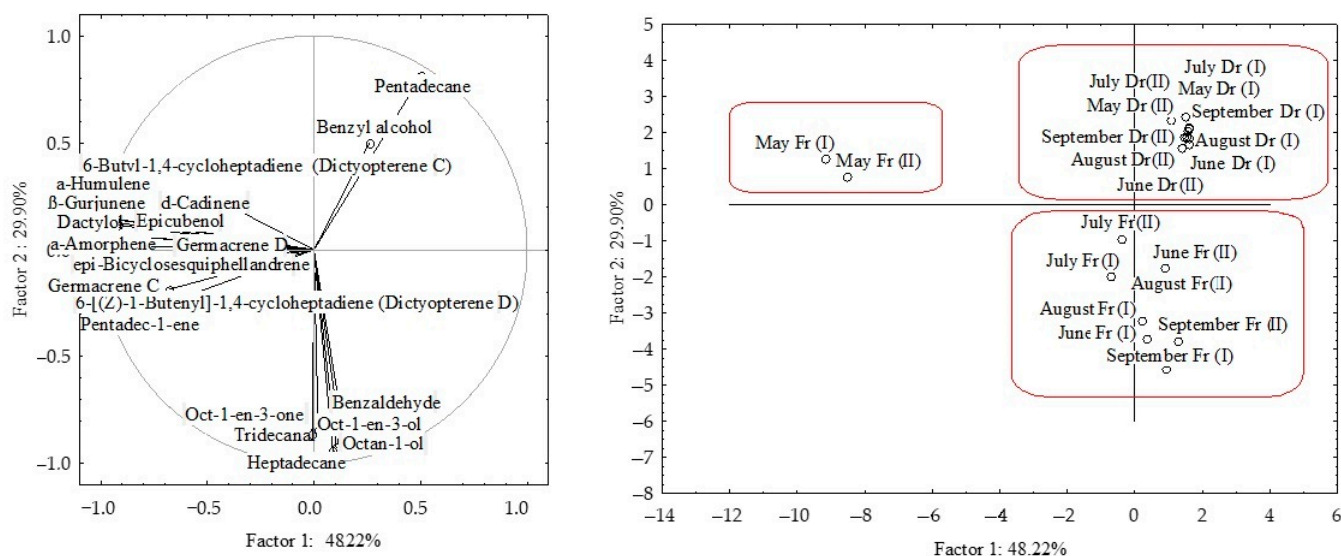 1.0
Pentadecane
Benzyl alcohol
0.5
6-Butyl-1,4-cycloheptadiene (Dictyopterene C)
a-Humulene
ß-Gurjunene d-Cadinene
Epicubenol
a-Amorphene Germacrene D
epi-Bicyclosesquiphellandrene
Germacrene C
6-[(Z)-1-Butenyl]-1,4-cycloheptadiene (Dictyopterene D)
Pentadec-1-ene
−0.5
Benzaldehyde
Oct-1-en-3-one
Oct-1-en-3-ol
Tridecanal
Octan-1-ol
Heptadecane
−1.0
−1.0 −0.5 0.0 0.5 1.0
Factor 1: 48.22%
Factor 2: 29.90%
5
4
3
2
1
0
−1
−2
−3
−4
−5
−6
−7
−8
July Dr (I)
July Dr(II)
May Dr (I)
May Dr (II)
September Dr (I)
September Dr(II)
August Dr (I)
August Dr(II)
June Dr (I)
June Dr(II)
May Fr (I)
May Fr (II)
July Fr(II)
June Fr (II)
July Fr(I)
August Fr(II)
August Fr(I)
September Fr (II)
June Fr(I)
September Fr (I)
−14 −12 −10 −8 −6 −4 −2 0 2 4 6
Factor 1: 48.22%
Factor 2: 29.90%